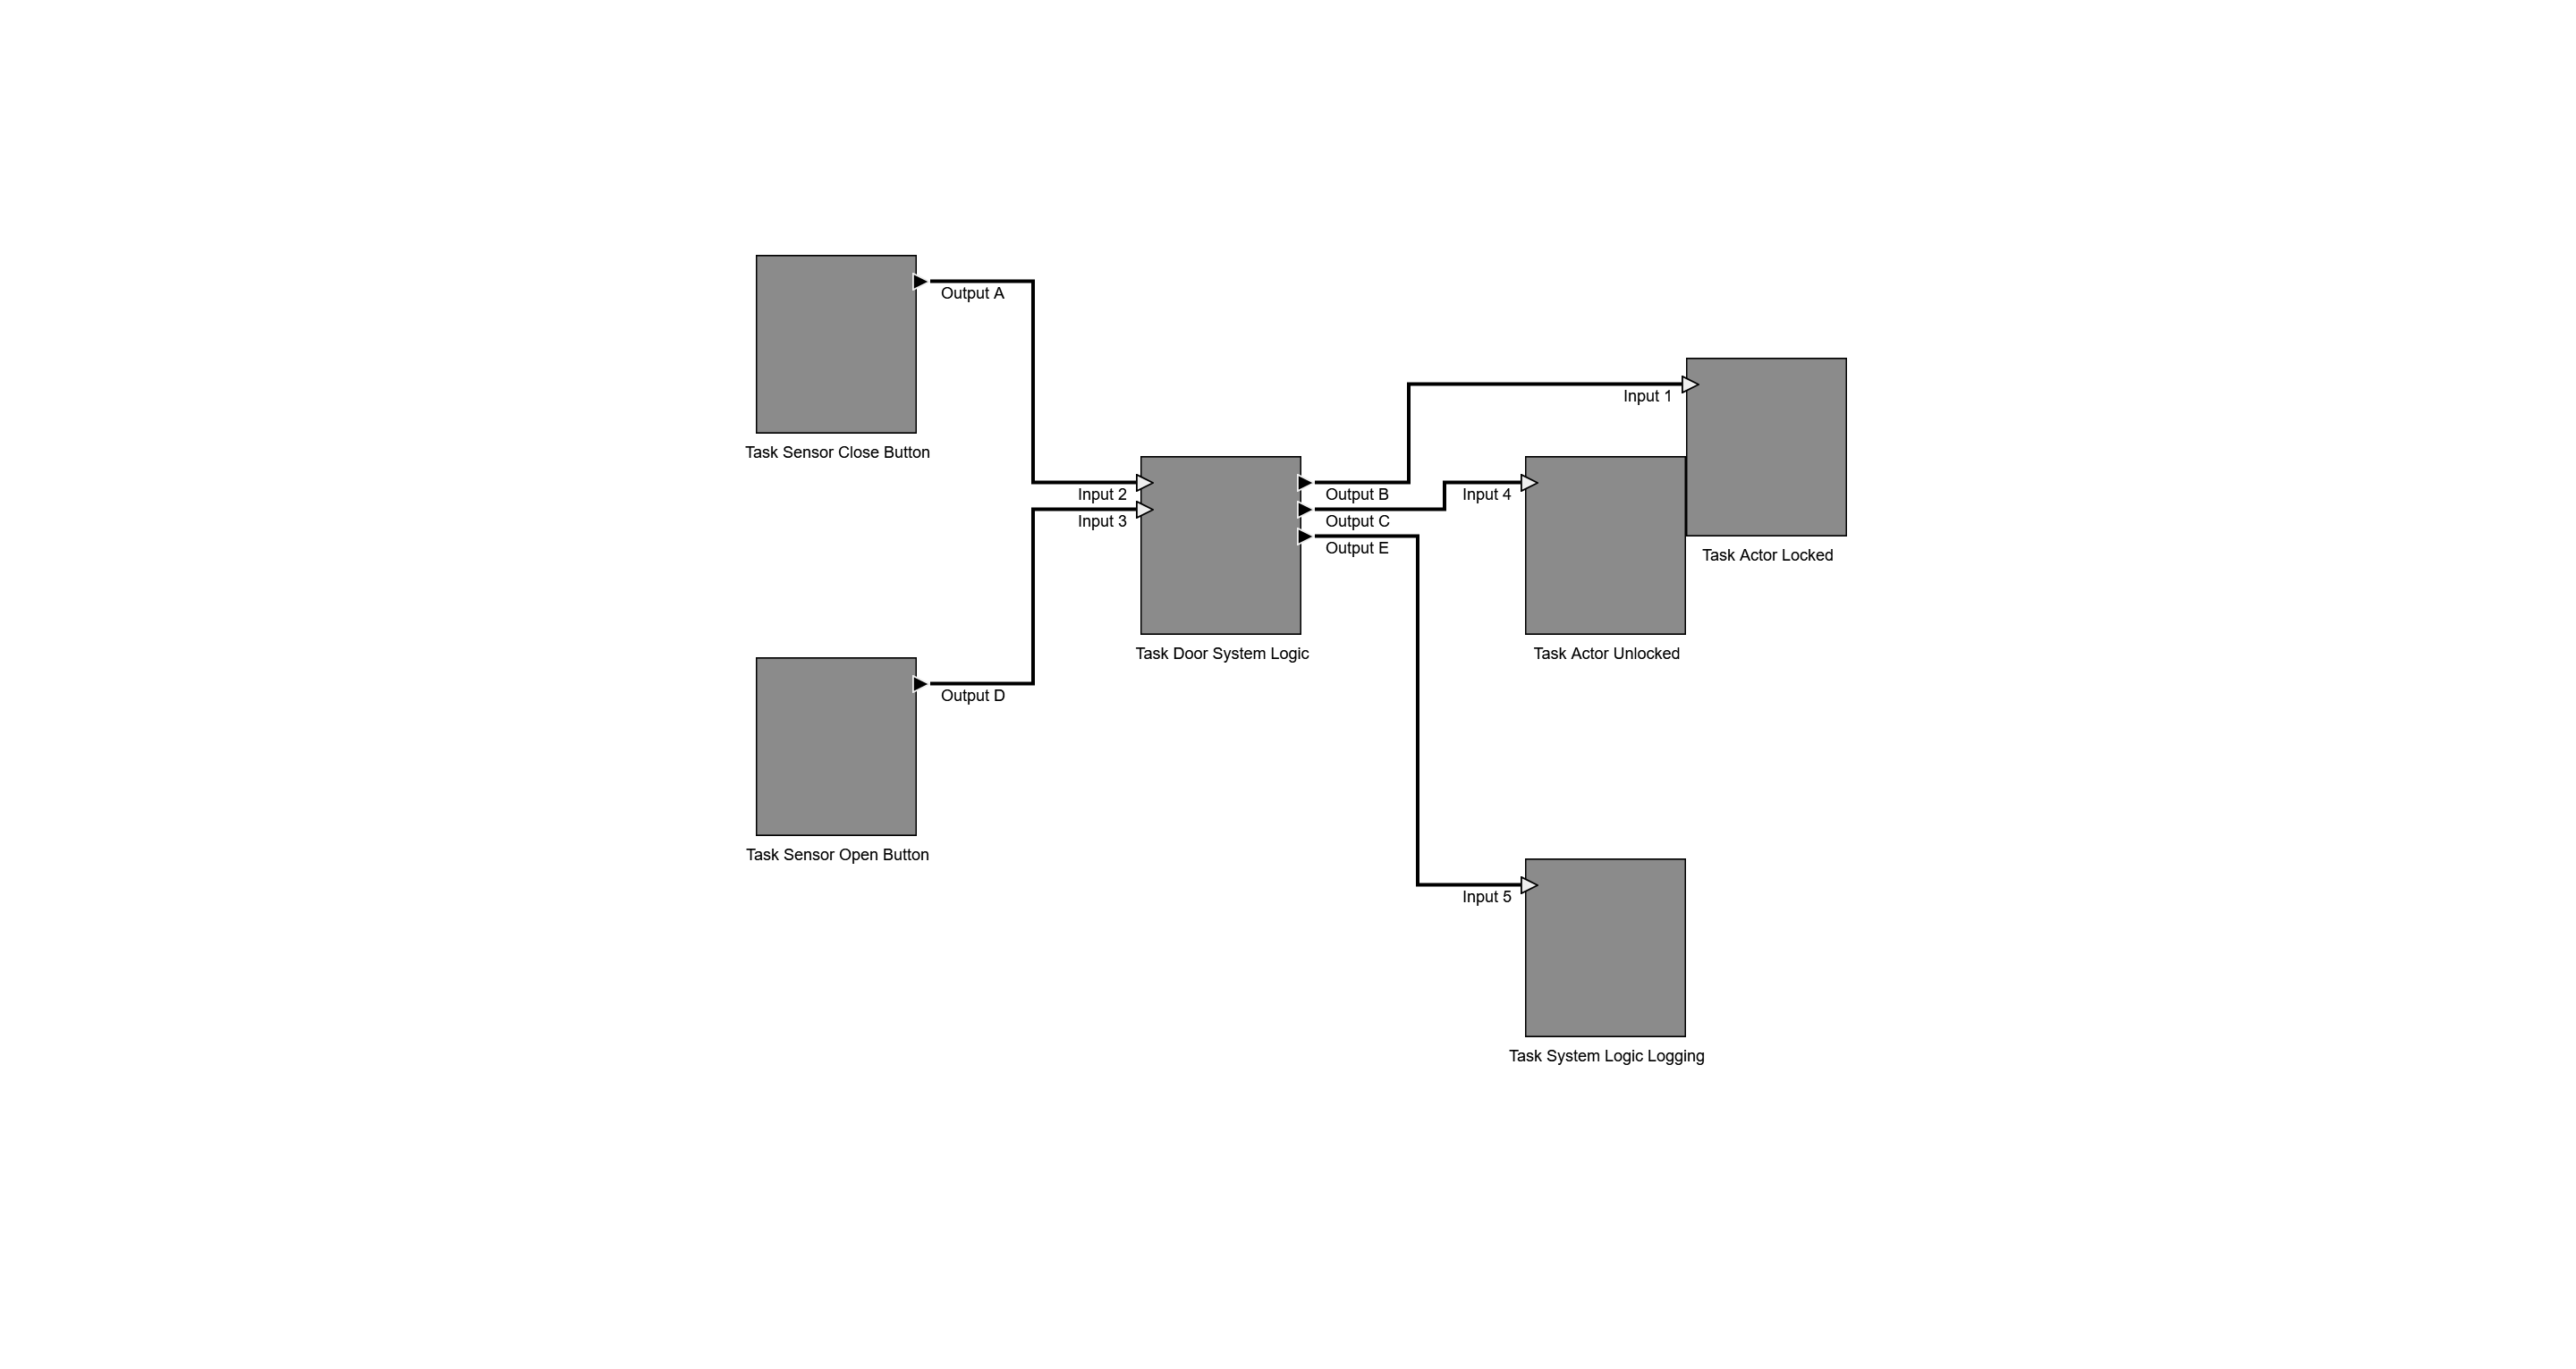 Output A
Input 1
Task Sensor Close Button
Input 2
Output B
Input 4
Input 3
Output C
Output E
Task Actor Locked
Task Door System Logic
Task Actor Unlocked
Output D
Task Sensor Open Button
Input 5
Task System Logic Logging